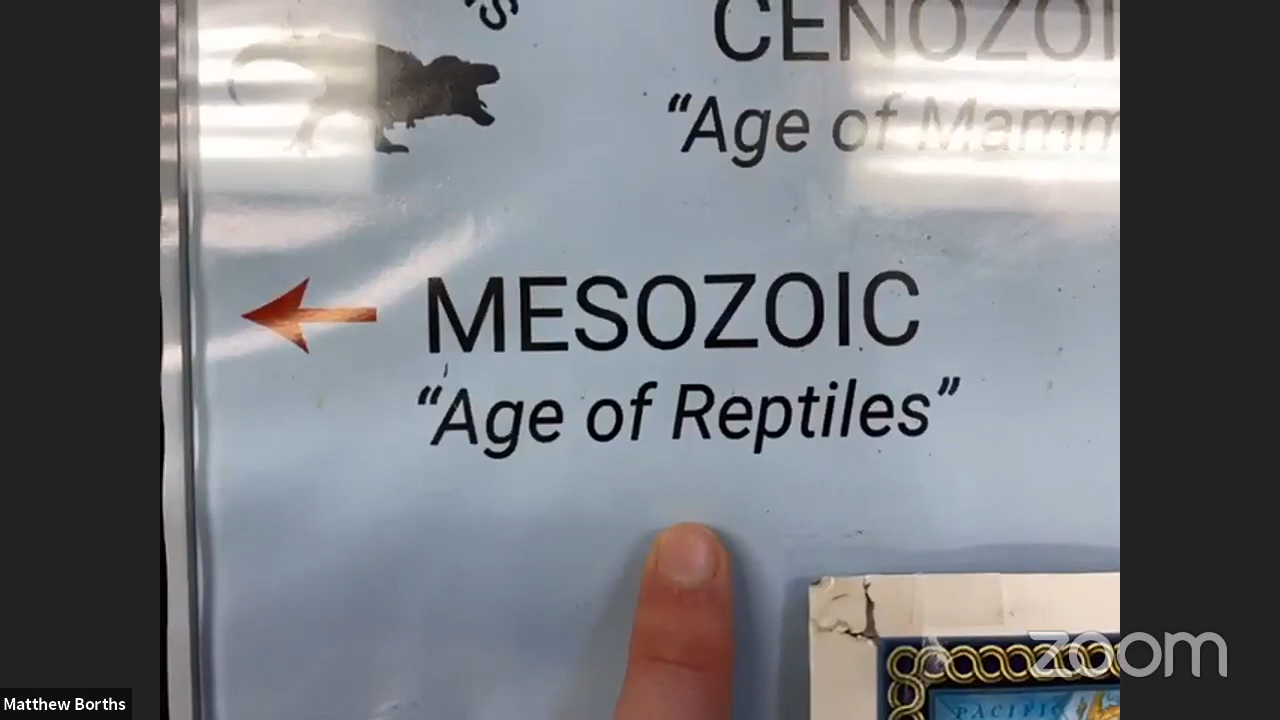 CENOZOI
"Age of Mamm
MESOZOIC
"Age of Reptiles"
PACIFIC
zoom
Matthew Borths